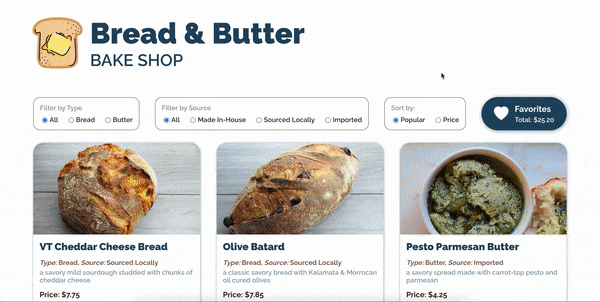 Bread & Butter
BAKE SHOP
Filter by Type
All Bread Butter
Filter by Source
All Made In-House Sourced Locally Imported
Sort by:
Popular Price
Favorites
Total: $25.20
VT Cheddar Cheese Bread
Type: Bread, Source: Sourced Locally
a savory mild sourdough studded with chunks of
cheddar cheese
Price: $7.75
Olive Batard
Type: Bread, Source: Sourced Locally
a classic savory bread with Kalamata & Morrocan
oil cured olives
Price: $7.85
Pesto Parmesan Butter
Type: Butter, Source: Imported
a savory spread made with carrot-top pesto and
parmesan
Price: $4.25